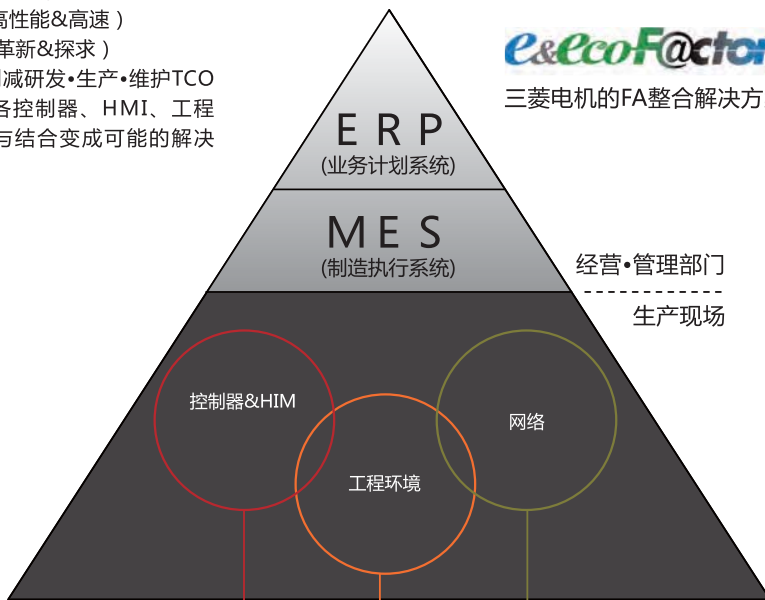 高性能&高速）
革新&探求）
减研发•生产•维护TCO
各控制器、HMI、工程
与结合变成可能的解决
e&ecoF@ctor
三菱电机的FA整合解决方
ERP
(业务计划系统)
MES
(制造执行系统)
经营•管理部门
生产现场
控制器&HIM
网络
工程环境